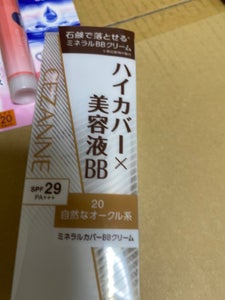 石鹸で落とせる
ミネラルBBクリーム
CEZANNE
ハイカバー×
美容液BB
SPF29
PA+++
20
自然なオークル系
ミネラルカバーBBクリーム
20